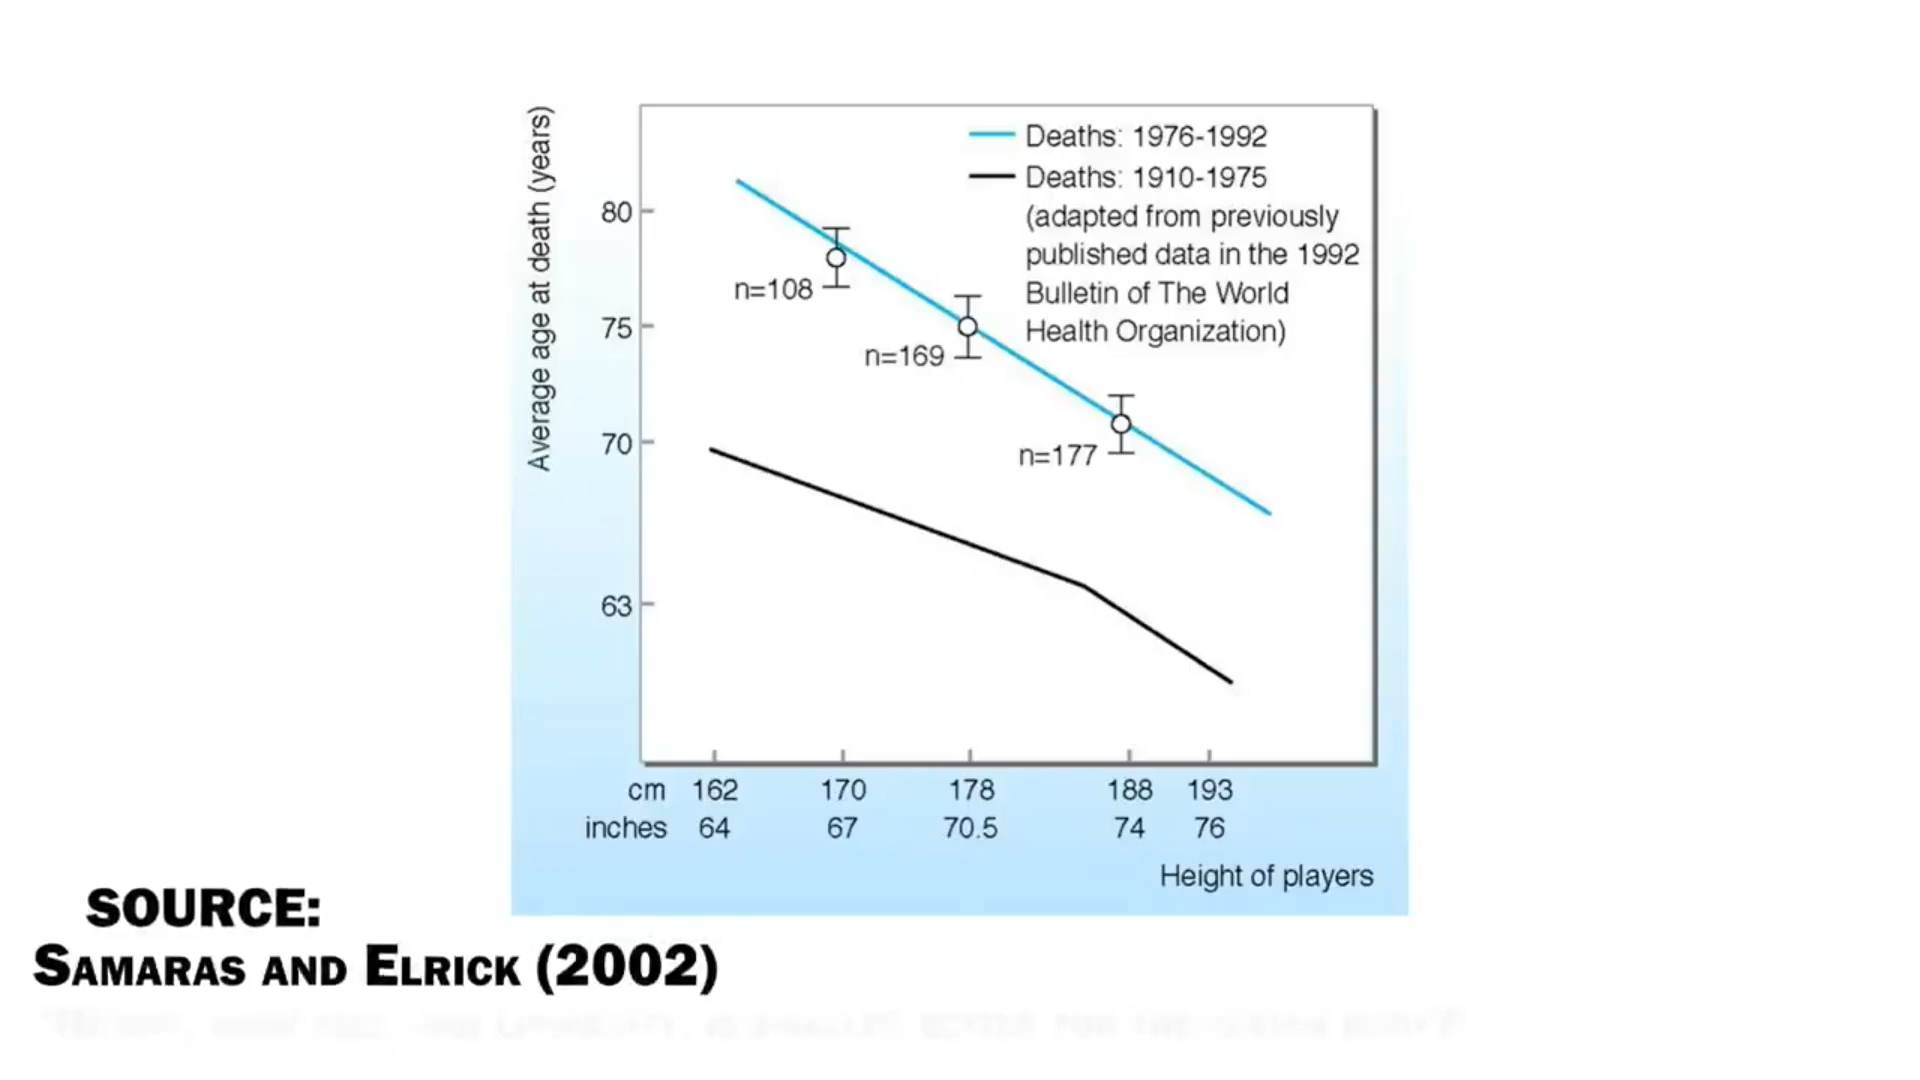 Average age at death (years)
Deaths: 1976-1992
Deaths: 1910-1975
(adapted from previously
published data in the 1992
Bulletin of The World
Health Organization)
80
75
70
63
n=108
n=169
n=177
cm 162 170 178 188 193
inches 64 67 70.5 74 76
Height of players
SOURCE:
SAMARAS AND ELRICK (2002)